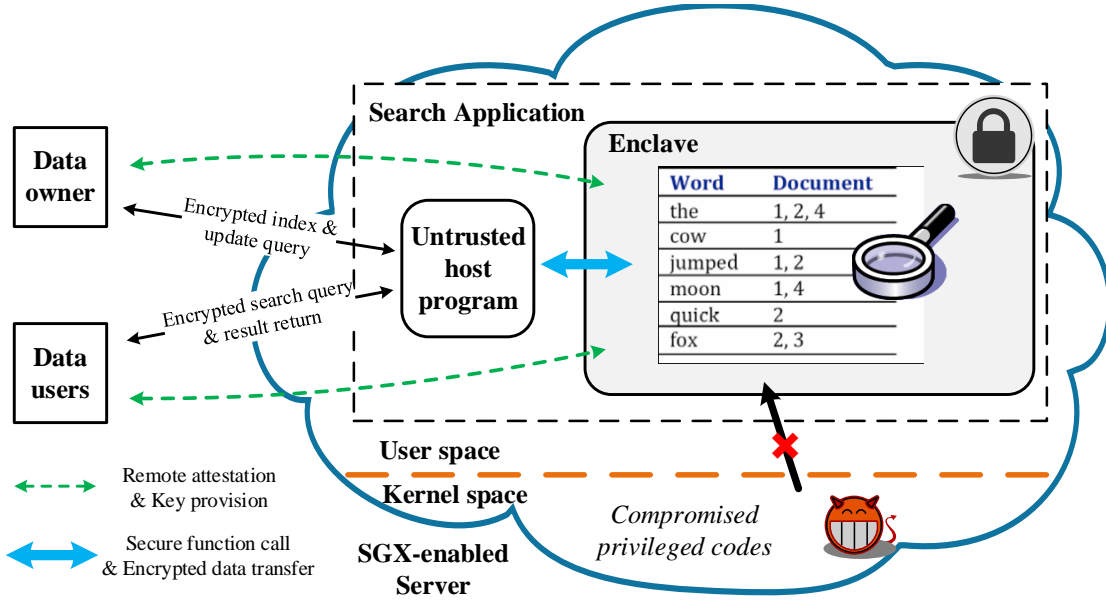 Search Application
Enclave
Data
owner
Word Document
the 1, 2, 4
cow 1
jumped 1, 2
moon 1, 4
quick 2
fox 2, 3
Encrypted index &
update query
Untrusted
host
program
Encrypted search query
& result return
Data
users
User space
Kernel space
Remote attestation
& Key provision
Compromised
privileged codes
Secure function call
& Encrypted data transfer
SGX-enabled
Server